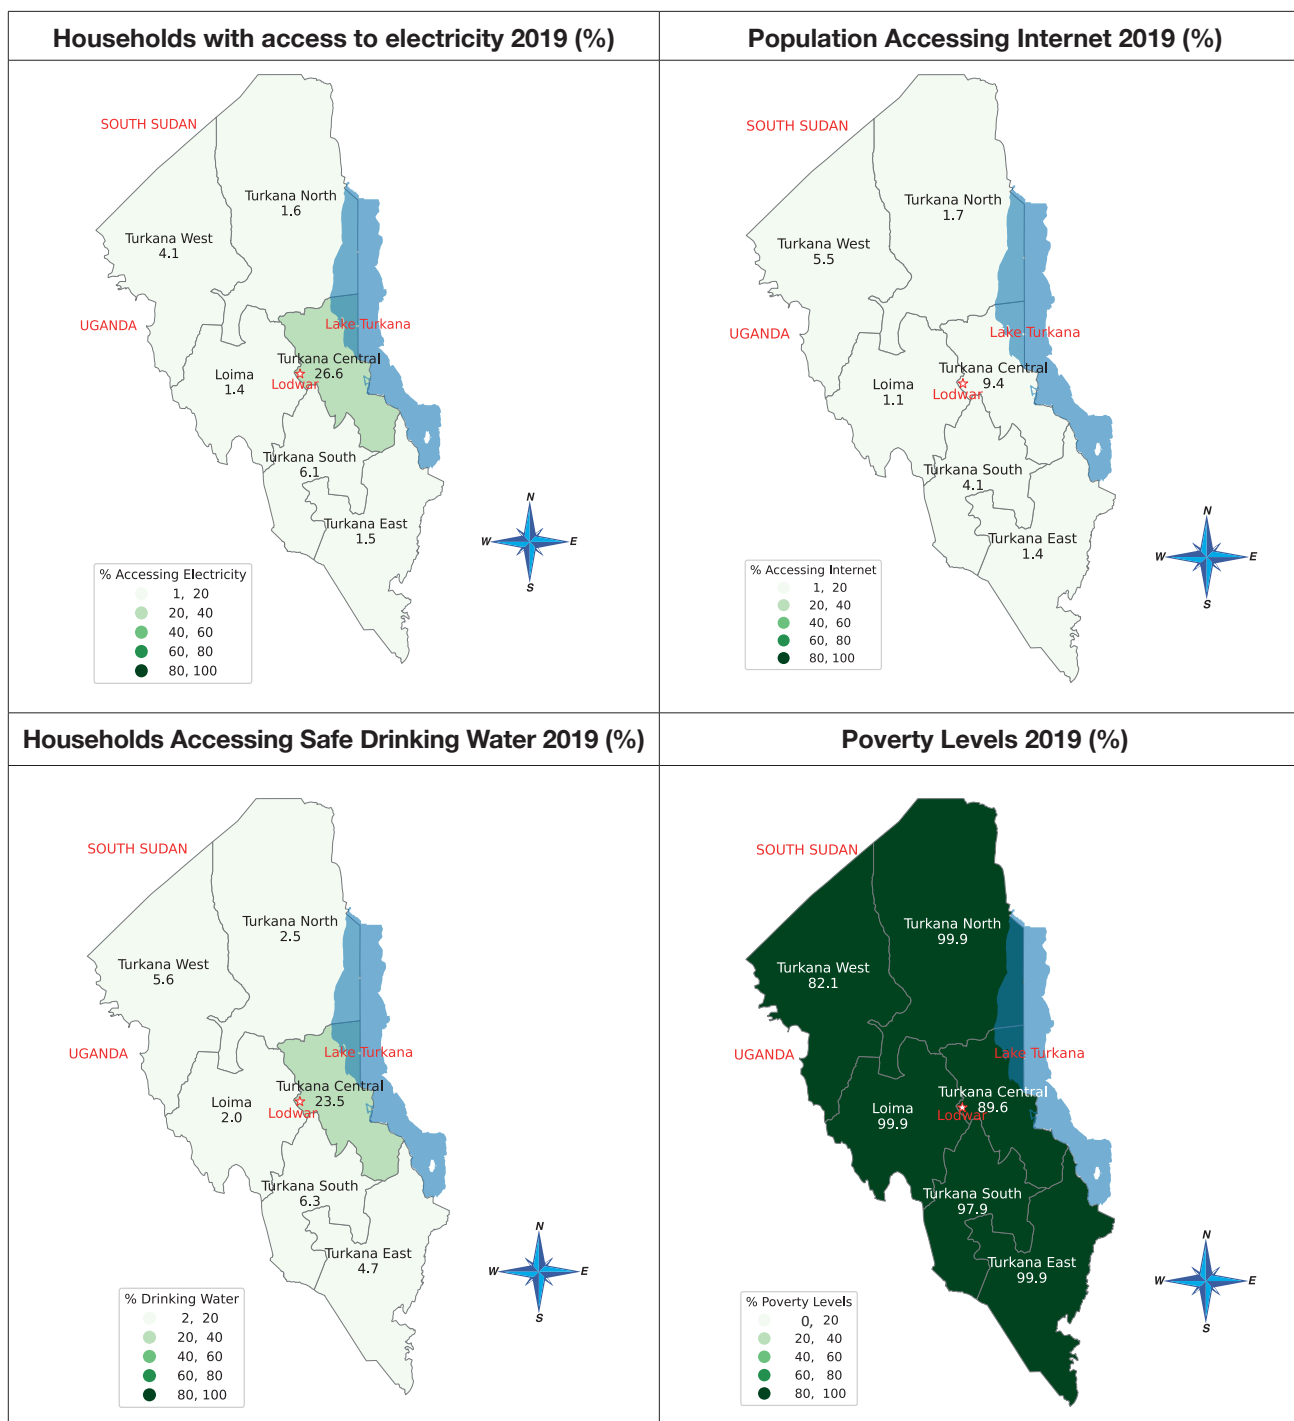 Households with access to electricity 2019 (%)
SOUTH SUDAN
Turkana North
1.6
Turkana West
4.1
UGANDA
Lake Turkana
Turkana Central
26.6
Loima
1.4
Lodwar
Turkana South
6.1
Turkana East
1.5
N
W E
S
% Accessing Electricity
1, 20
20, 40
40, 60
60, 80
80, 100
Population Accessing Internet 2019 (%)
SOUTH SUDAN
Turkana North
1.7
Turkana West
5.5
UGANDA
Lake Turkana
Turkana Central
9.4
Loima
1.1
Lodwar
Turkana South
4.1
Turkana East
1.4
N
W E
S
% Accessing Internet
1, 20
20, 40
40, 60
60, 80
80, 100
Households Accessing Safe Drinking Water 2019 (%)
SOUTH SUDAN
Turkana North
2.5
Turkana West
5.6
UGANDA
Lake Turkana
Turkana Central
23.5
Loima
2.0
Lodwar
Turkana South
6.3
Turkana East
4.7
N
W E
S
% Drinking Water
2, 20
20, 40
40, 60
60, 80
80, 100
Poverty Levels 2019 (%)
SOUTH SUDAN
Turkana North
99.9
Turkana West
82.1
UGANDA
Lake Turkana
Turkana Central
89.6
Loima
99.9
Lodwar
Turkana South
97.9
Turkana East
99.9
N
W E
S
% Poverty Levels
0, 20
20, 40
40, 60
60, 80
80, 100